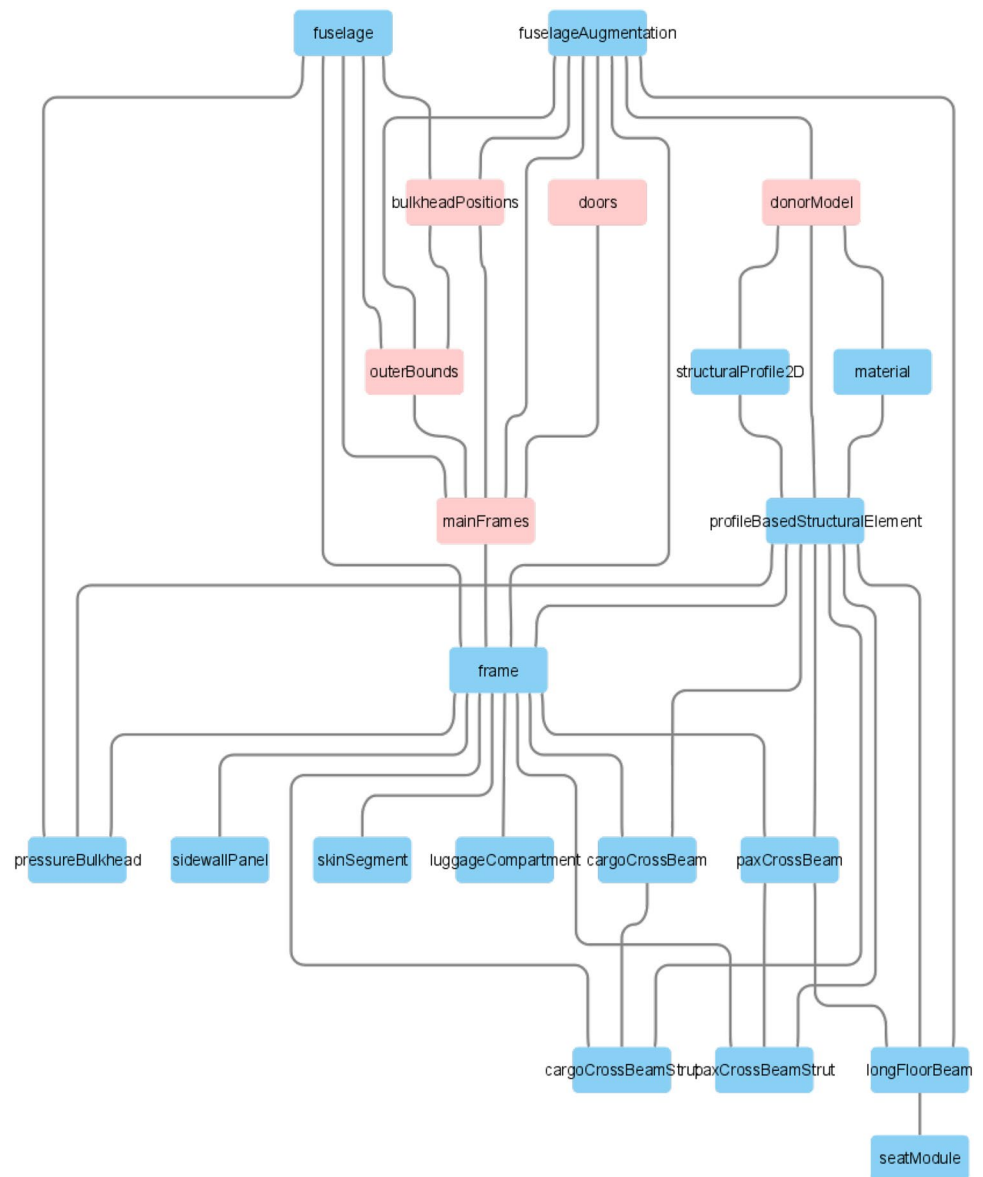 fuselage
fuselageAugmentation
bulkheadPositions
doors
donorModel
outerBounds
structuralProfile2D
material
mainFrames
profileBasedStructuralElement
frame
pressureBulkhead
sidewallPanel
skinSegment
luggageCompartment
cargoCrossBeam
paxCrossBeam
cargoCrossBeamStrut
paxCrossBeamStrut
longFloorBeam
seatModule